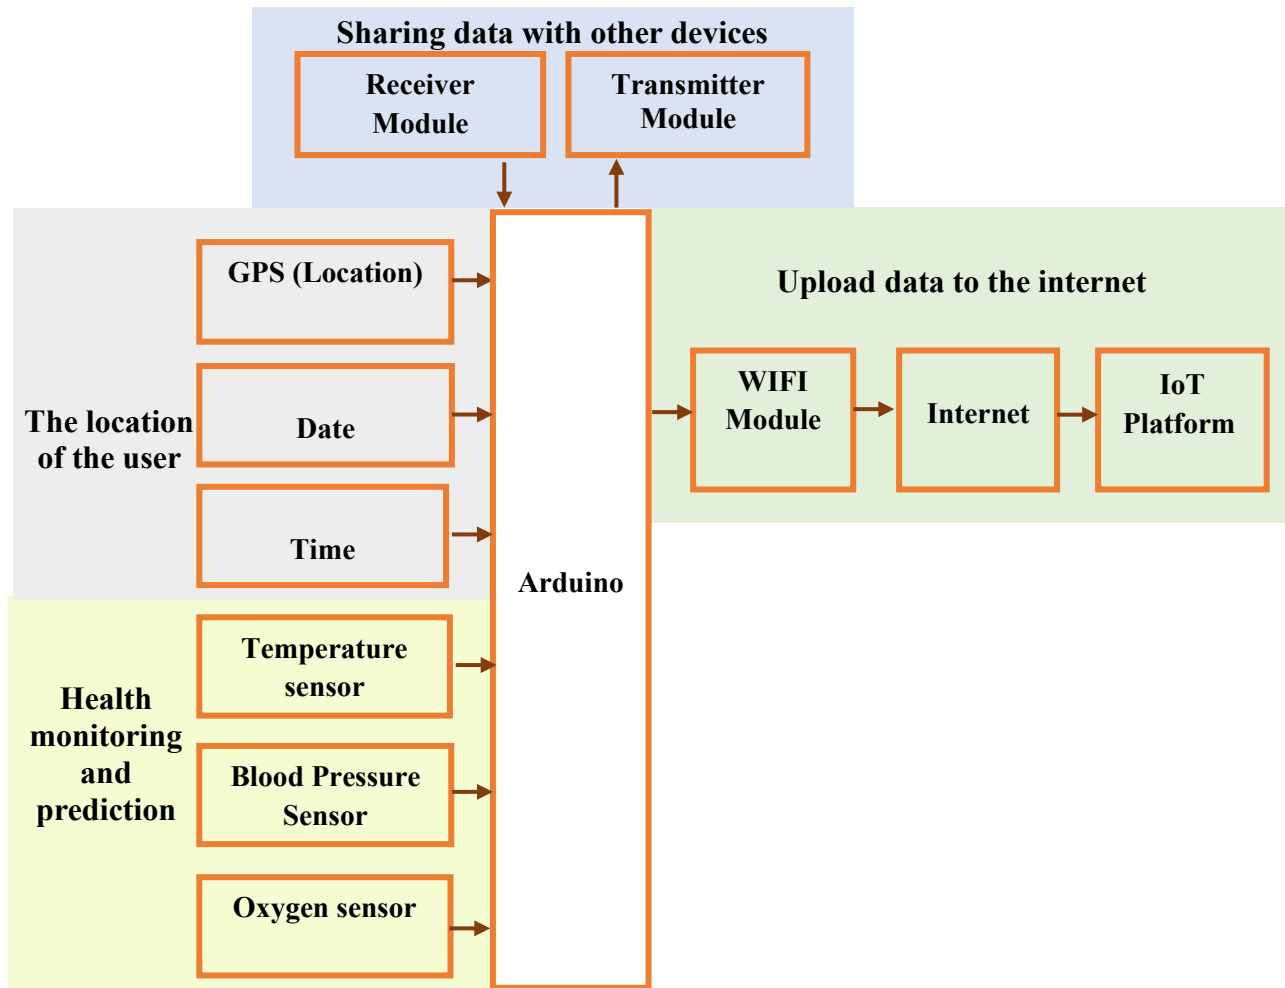 Sharing data with other devices
Receiver
Module
Transmitter
Module
GPS (Location)
Date
Time
The location
of the user
Upload data to the internet
WIFI
Module
Internet
IoT
Platform
Arduino
Temperature
sensor
Health
monitoring
and
prediction
Blood Pressure
Sensor
Oxygen sensor